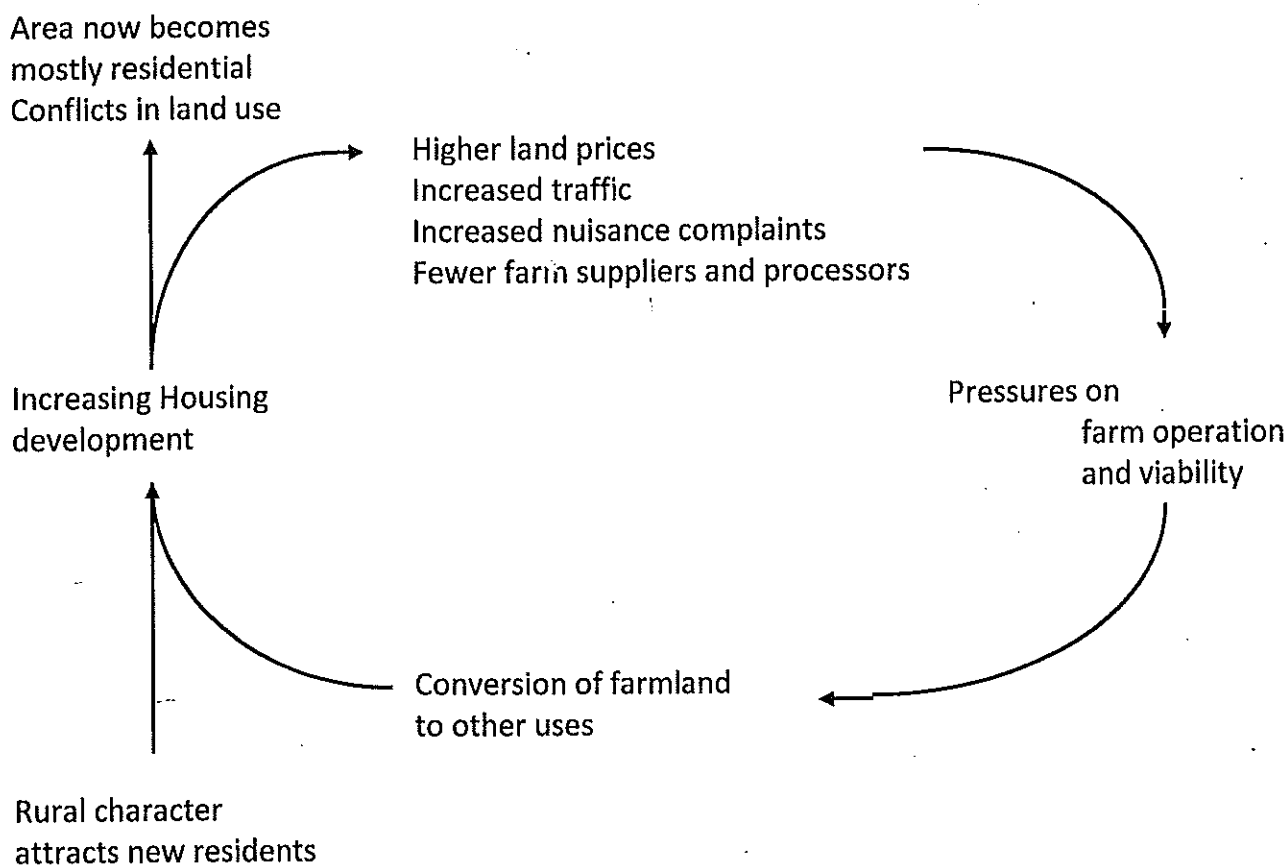 Area now becomes
mostly residential
Conflicts in land use
Higher land prices
Increased traffic
Increased nuisance complaints
Fewer farm suppliers and processors
Increasing Housing
development
Pressures on
farm operation
and viability
Conversion of farmland
to other uses
Rural character
attracts new residents